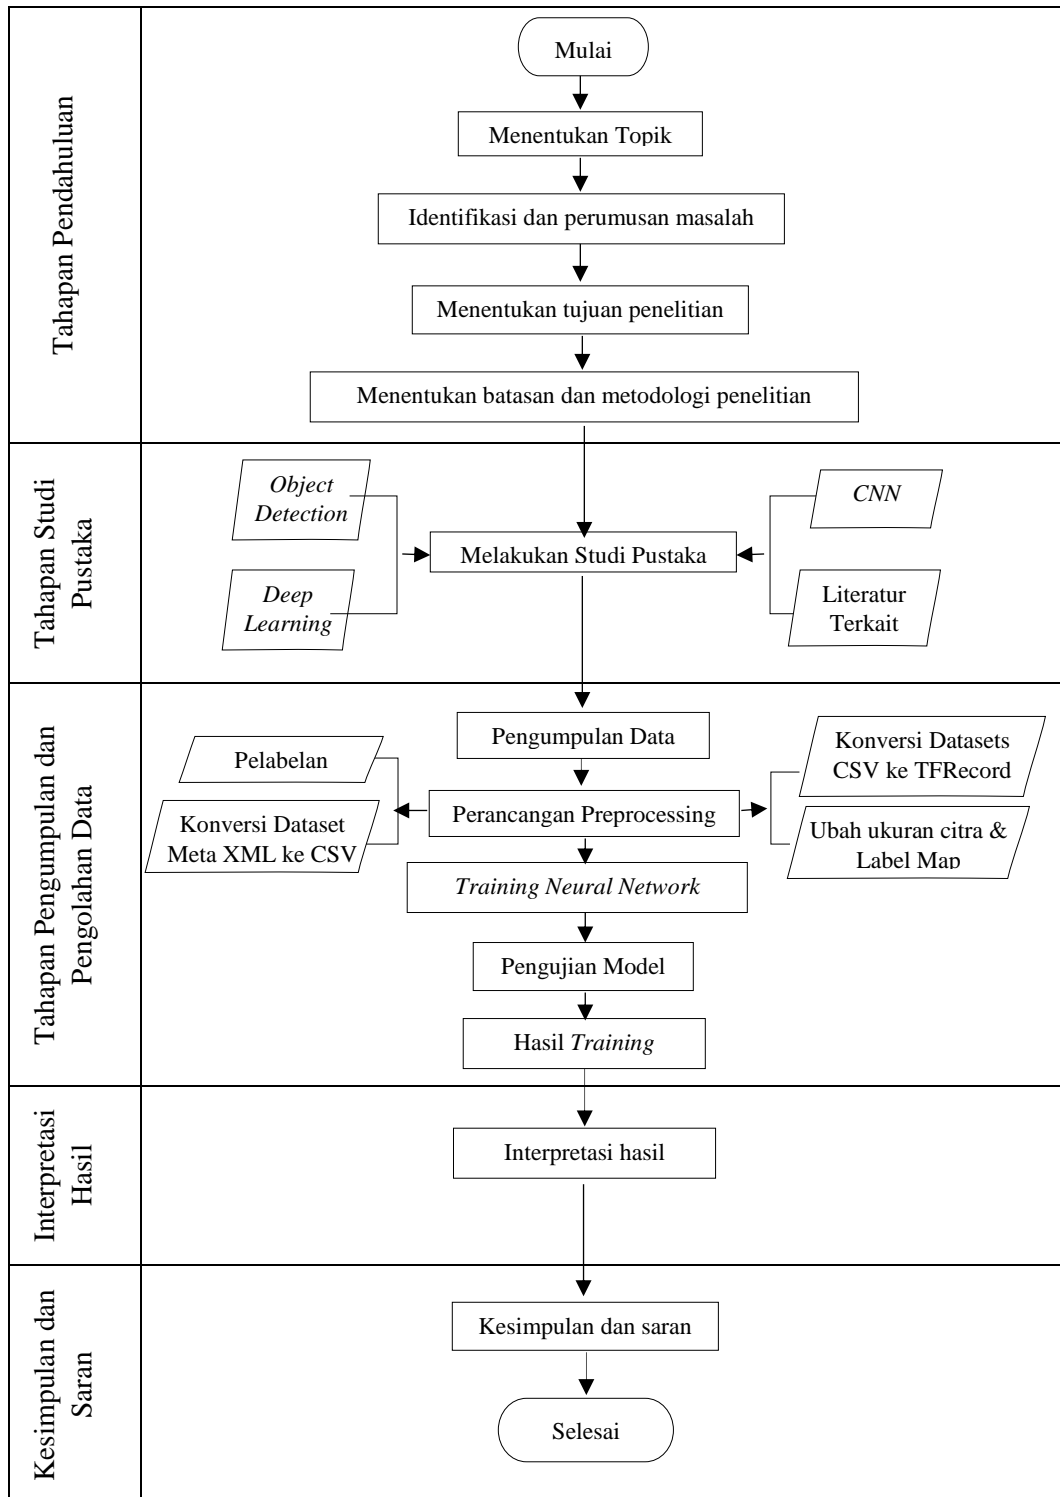 Tahapan Pendahuluan
Mulai
Menentukan Topik
Identifikasi dan perumusan masalah
Menentukan tujuan penelitian
Menentukan batasan dan metodologi penelitian
Tahapan Studi
Pustaka
Object
Detection
CNN
Melakukan Studi Pustaka
Deep
Learning
Literatur
Terkait
Tahapan Pengumpulan dan
Pengolahan Data
Pengumpulan Data
Pelabelan
Konversi Datasets
CSV ke TFRecord
Perancangan Preprocessing
Konversi Dataset
Meta XML ke CSV
Ubah ukuran citra &
Label Map
Training Neural Network
Pengujian Model
Hasil Training
Interpretasi
Hasil
Interpretasi hasil
Kesimpulan dan
Saran
Kesimpulan dan saran
Selesai